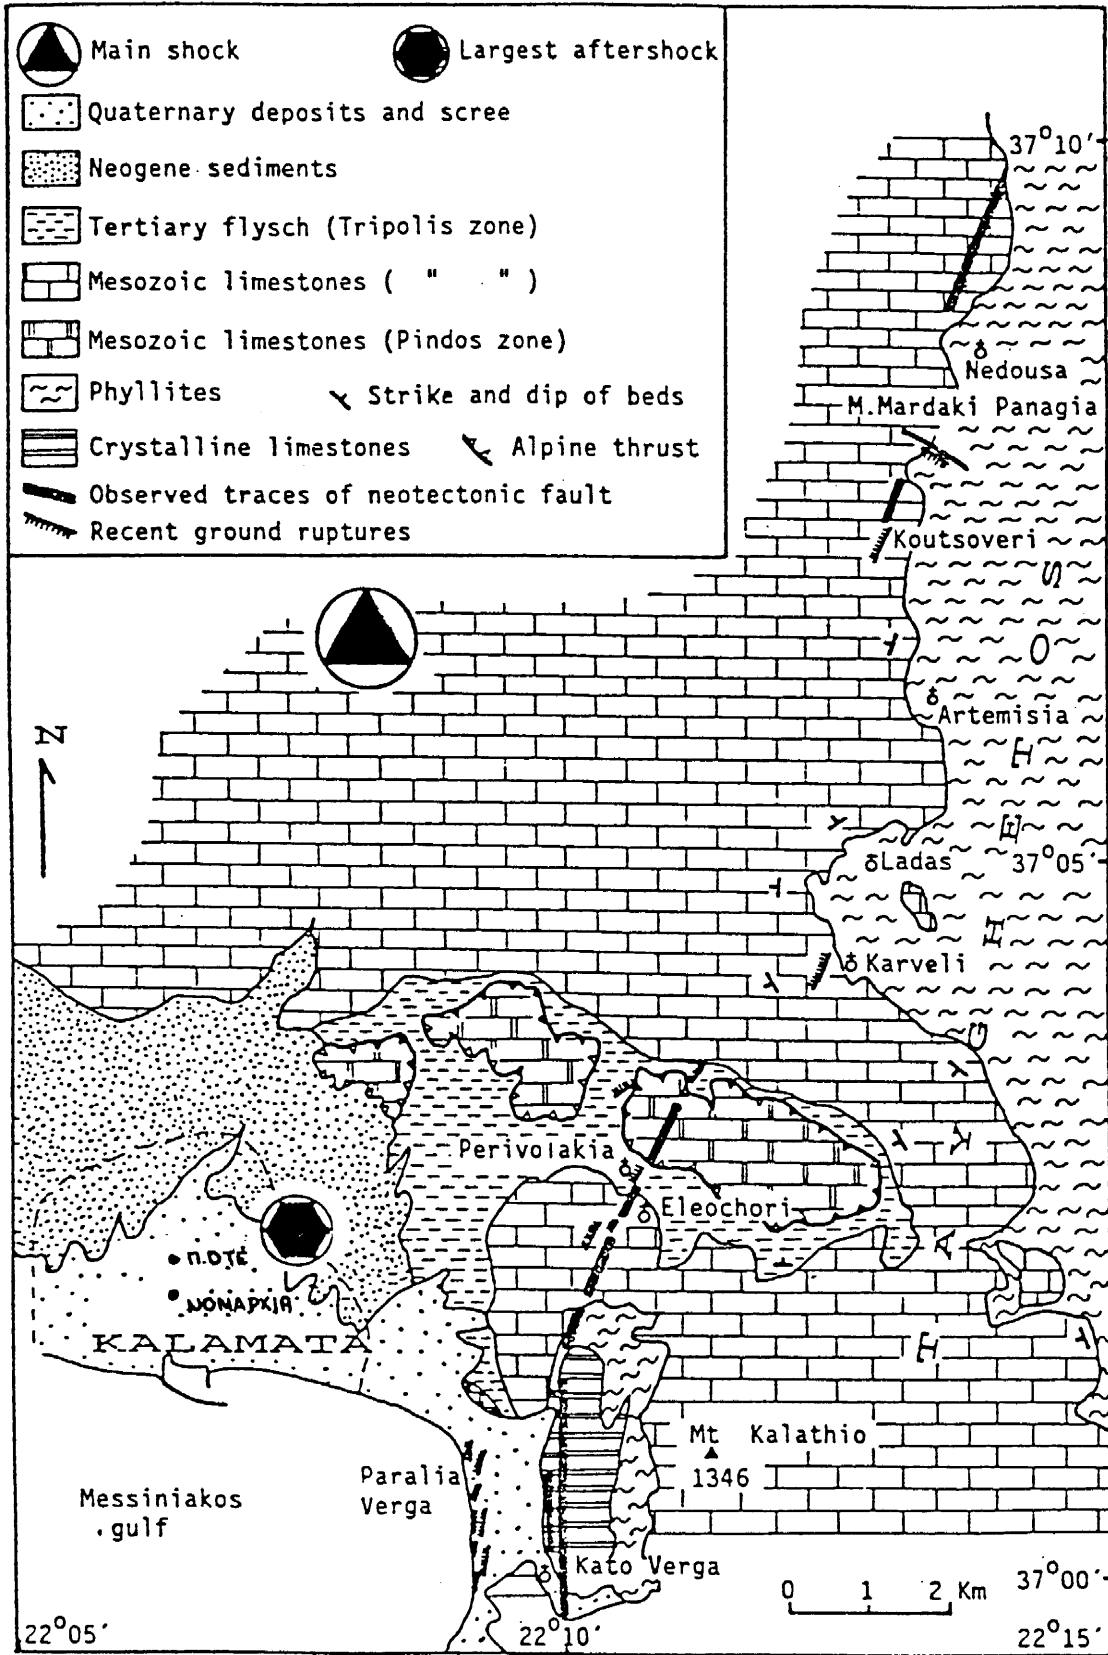 Main shock
Largest aftershock
Quaternary deposits and scree
Neogene sediments
Tertiary flysch (Tripolis zone)
Mesozoic limestones ( " " )
Mesozoic limestones (Pindos zone)
Phyllites
Strike and dip of beds
Crystalline limestones
Alpine thrust
Observed traces of neotectonic fault
Recent ground ruptures
37°10'
Nedousa
M.Mardaki Panagia
Koutsoveri
N
Artemisia
Ladas
37°05'
Karveli
TAKGHETOS
Perivolakia
Eleochori
Π.ΟΤΕ.
ΝΟΜΑΡΧΙΑ
KALAMATA
Mt Kalathio
1346
Paralia
Verga
Messiniakos
gulf
Kato Verga
0 1 2 Km
37°00'
22°05'
22°10'
22°15'